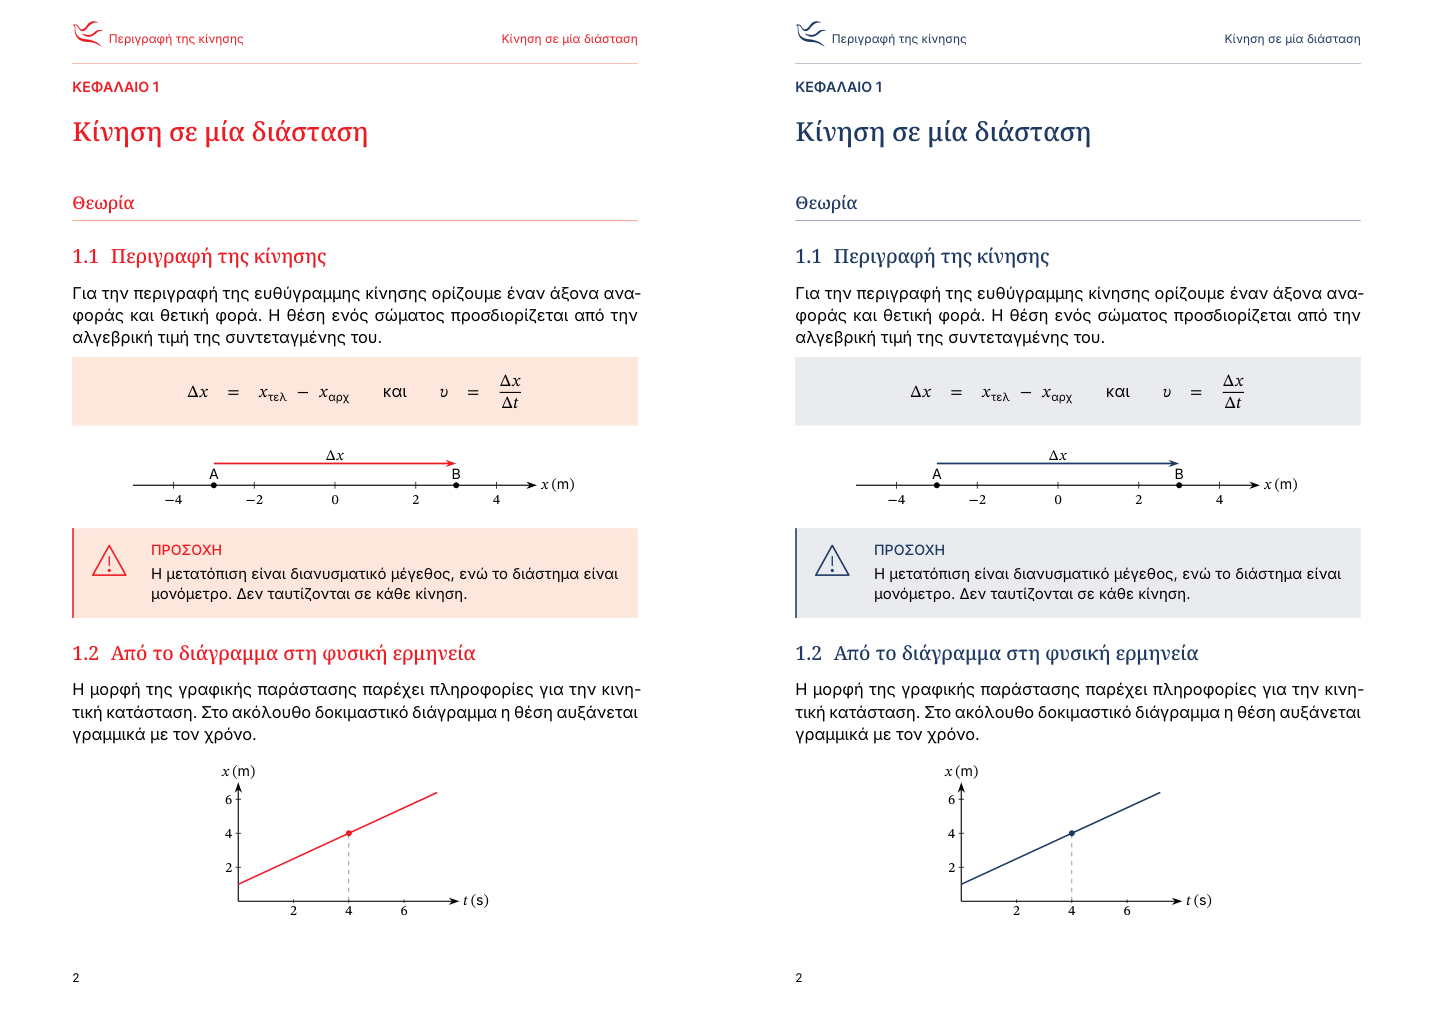 Περιγραφή της κίνησης
Κίνηση σε μία διάσταση
ΚΕΦΑΛΑΙΟ 1
Κίνηση σε μία διάσταση
Θεωρία
1.1 Περιγραφή της κίνησης
Για την περιγραφή της ευθύγραμμης κίνησης ορίζουμε έναν άξονα ανα-
φοράς και θετική φορά. Η θέση ενός σώματος προσδιορίζεται από την
αλγεβρική τιμή της συντεταγμένης του.
Δx = xτελ − xαρχ και υ = Δx/Δt
Δx
A B
x (m)
−4 −2 0 2 4
ΠΡΟΣΟΧΗ
Η μετατόπιση είναι διανυσματικό μέγεθος, ενώ το διάστημα είναι
μονόμετρο. Δεν ταυτίζονται σε κάθε κίνηση.
1.2 Από το διάγραμμα στη φυσική ερμηνεία
Η μορφή της γραφικής παράστασης παρέχει πληροφορίες για την κινη-
τική κατάσταση. Στο ακόλουθο δοκιμαστικό διάγραμμα η θέση αυξάνεται
γραμμικά με τον χρόνο.
x (m)
6
4
2
t (s)
2 4 6
2
Περιγραφή της κίνησης
Κίνηση σε μία διάσταση
ΚΕΦΑΛΑΙΟ 1
Κίνηση σε μία διάσταση
Θεωρία
1.1 Περιγραφή της κίνησης
Για την περιγραφή της ευθύγραμμης κίνησης ορίζουμε έναν άξονα ανα-
φοράς και θετική φορά. Η θέση ενός σώματος προσδιορίζεται από την
αλγεβρική τιμή της συντεταγμένης του.
Δx = xτελ − xαρχ και υ = Δx/Δt
Δx
A B
x (m)
−4 −2 0 2 4
ΠΡΟΣΟΧΗ
Η μετατόπιση είναι διανυσματικό μέγεθος, ενώ το διάστημα είναι
μονόμετρο. Δεν ταυτίζονται σε κάθε κίνηση.
1.2 Από το διάγραμμα στη φυσική ερμηνεία
Η μορφή της γραφικής παράστασης παρέχει πληροφορίες για την κινη-
τική κατάσταση. Στο ακόλουθο δοκιμαστικό διάγραμμα η θέση αυξάνεται
γραμμικά με τον χρόνο.
x (m)
6
4
2
t (s)
2 4 6
2